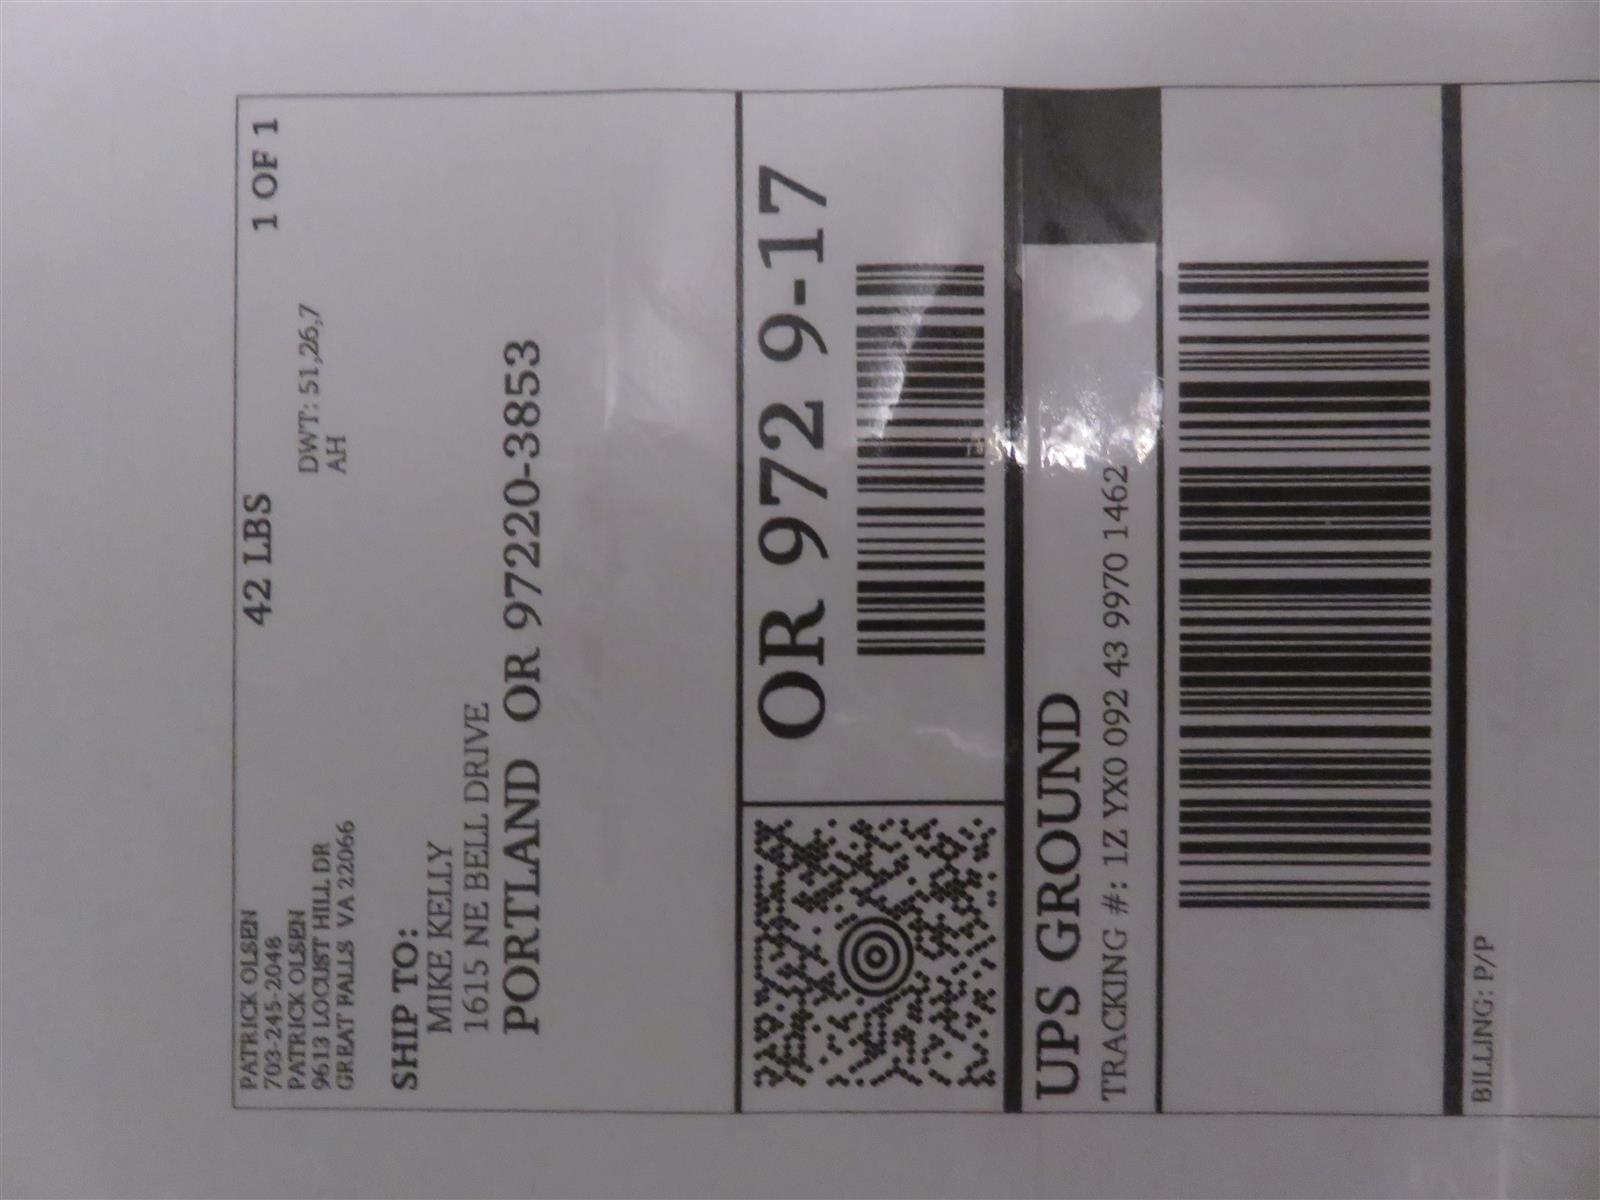 PATRICK OLSEN
703-245-2048
PATRICK OLSEN
9613 LOCUST HILL DR
GREAT FALLS VA 22066
42 LBS
1 OF 1
DWT: 51,26,7
AH
SHIP TO:
MIKE KELLY
1615 NE BELL DRIVE
PORTLAND OR 97220-3853
OR 972 9-17
UPS GROUND
TRACKING #: 1Z YX0 092 43 9970 1462
BILLING: P/P